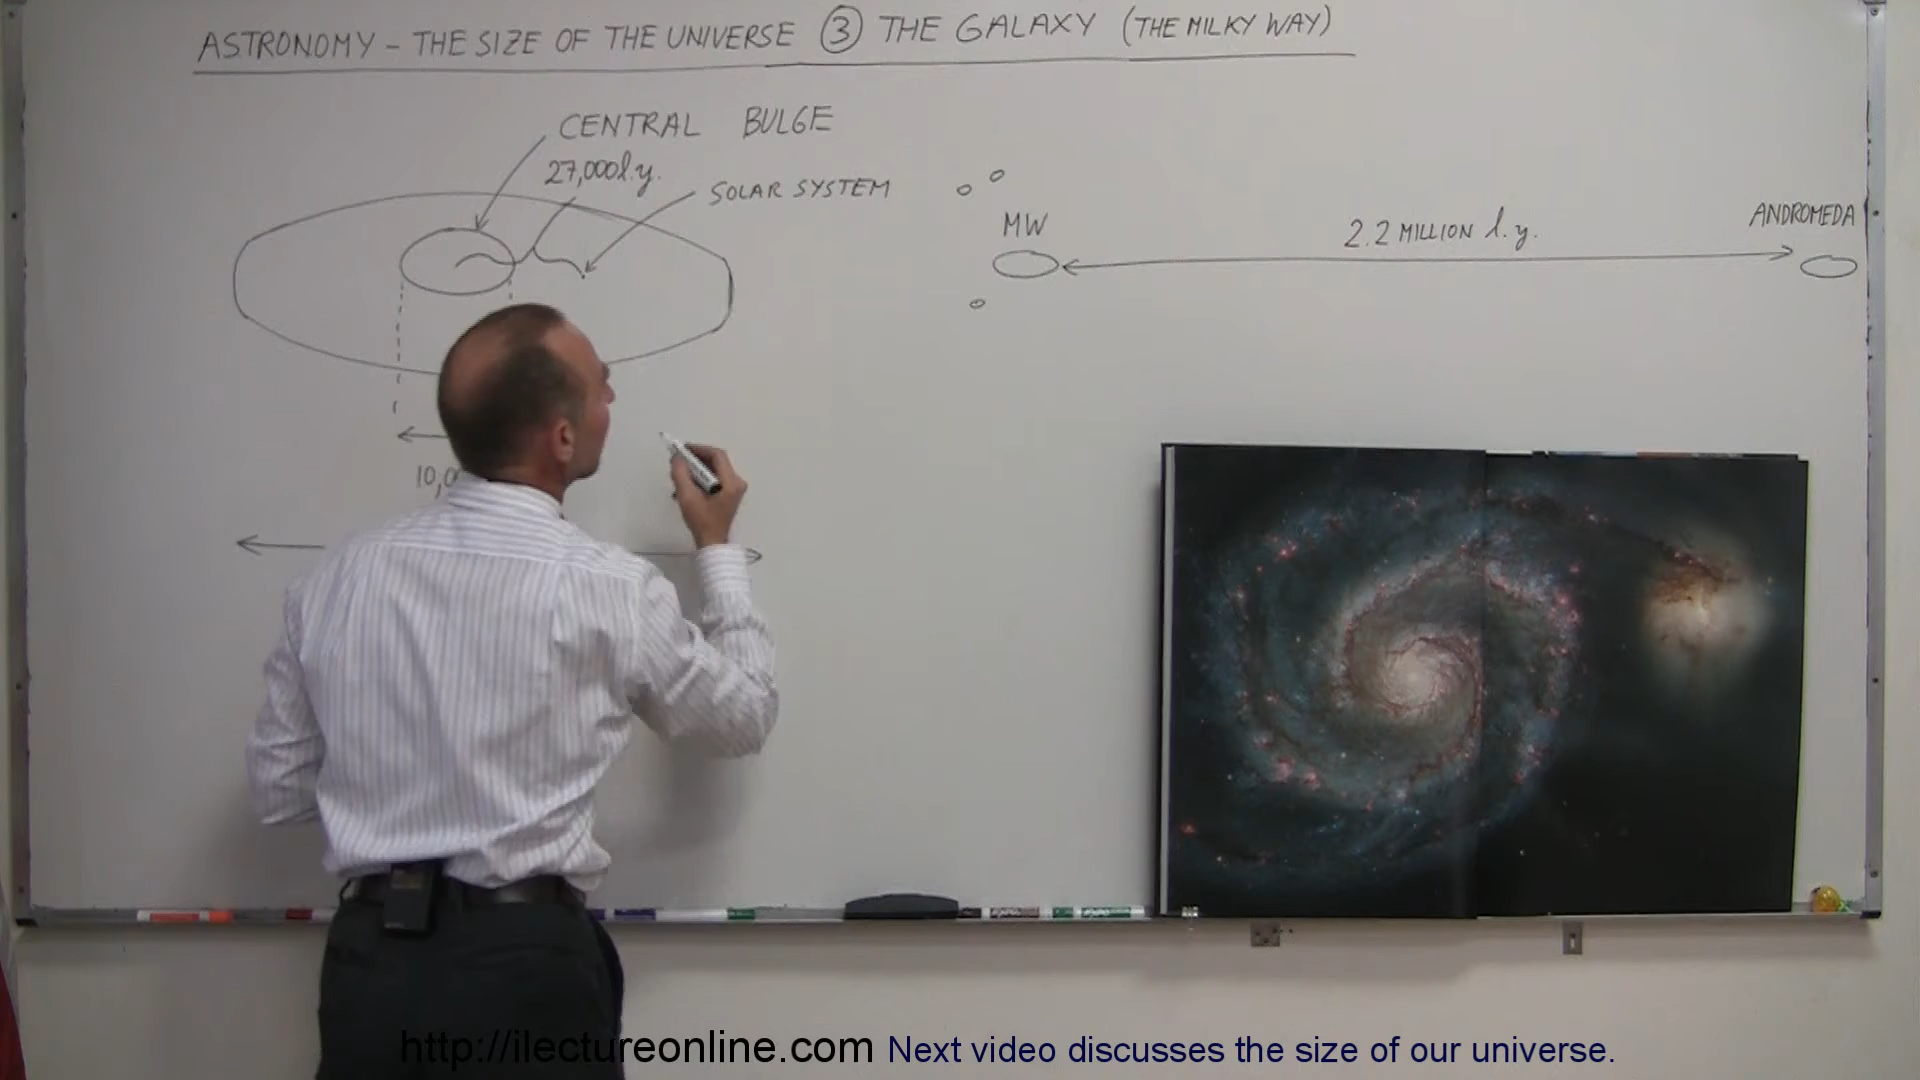 ASTRONOMY - THE SIZE OF THE UNIVERSE ③ THE GALAXY (THE MILKY WAY)
CENTRAL BULGE
27,000 l.y.
SOLAR SYSTEM
MW
2.2 MILLION l.y.
ANDROMEDA
http://ilectureonline.com Next video discusses the size of our universe.